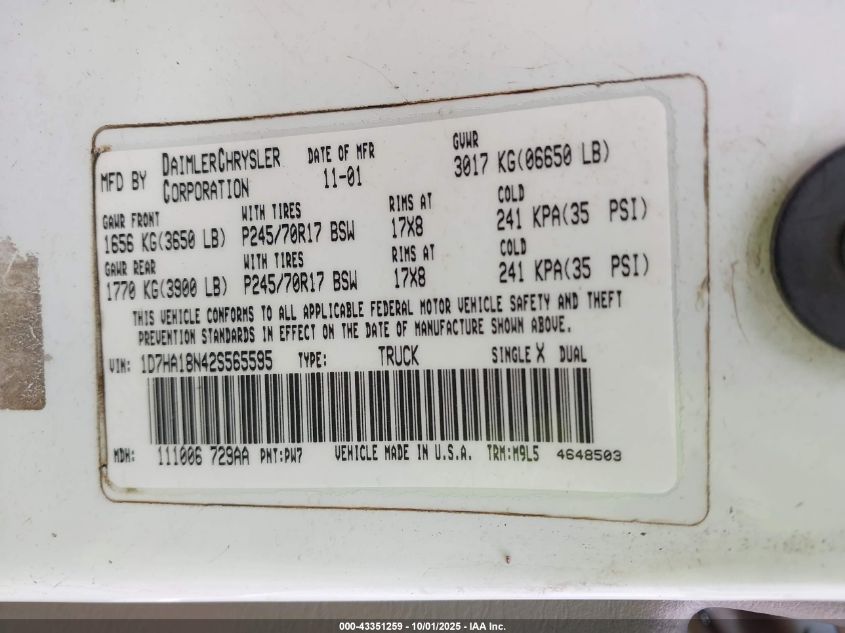 MFD BY DAIMLERCHRYSLER CORPORATION DATE OF MFR 11-01 GVWR 3017 KG(06650 LB)
GAWR FRONT WITH TIRES RIMS AT COLD
1656 KG(3650 LB) P245/70R17 BSW 17X8 241 KPA(35 PSI)
GAWR REAR WITH TIRES RIMS AT COLD
1770 KG(3900 LB) P245/70R17 BSW 17X8 241 KPA(35 PSI)
THIS VEHICLE CONFORMS TO ALL APPLICABLE FEDERAL MOTOR VEHICLE SAFETY AND THEFT
PREVENTION STANDARDS IN EFFECT ON THE DATE OF MANUFACTURE SHOWN ABOVE.
VIN: 1D7HA18N42S565595 TYPE: TRUCK SINGLE X DUAL
MDH: 111006 729AA PNT:PW7 VEHICLE MADE IN U.S.A. TRM:M9L5 4648503
000-43351259 - 10/01/2025 - IAA Inc.